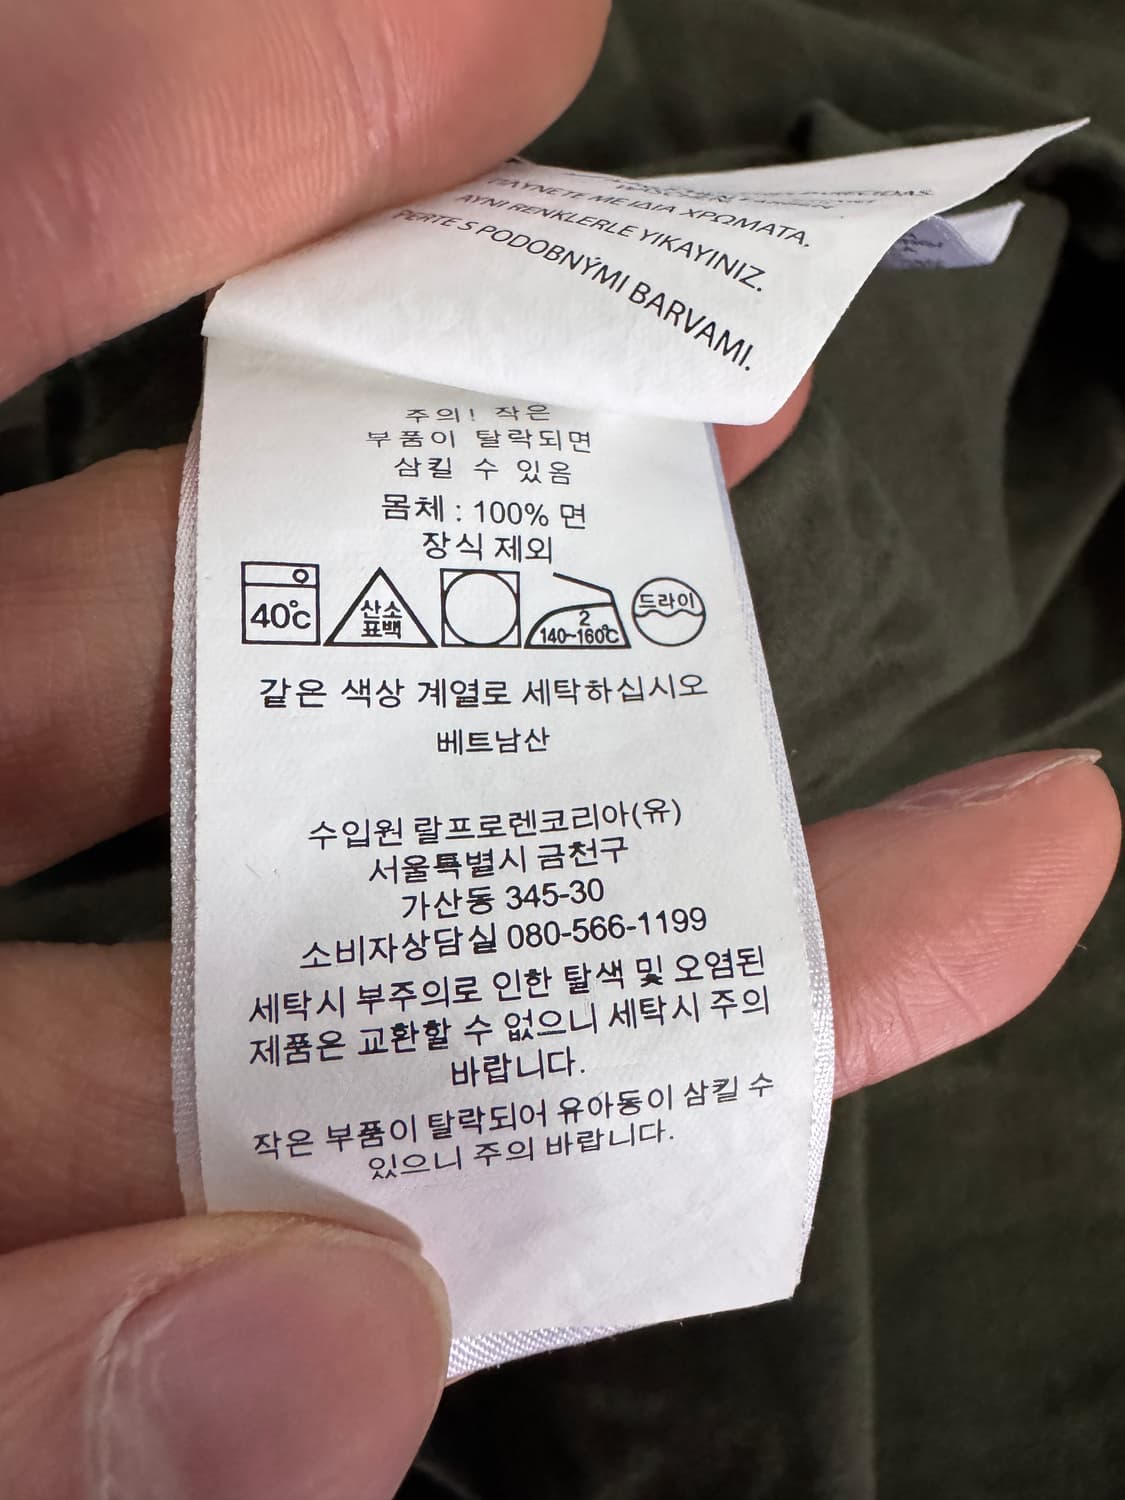 ΠΛΥΝΕΤΕ ΜΕ ΙΔΙΑ ΧΡΩΜΑΤΑ.
AYNI RENKLERLE YIKAYINIZ.
PERTE S PODOBNÝMI BARVAMI.
주의! 작은
부품이 탈락되면
삼킬 수 있음
몸체 : 100% 면
장식 제외
40℃
산소
표백
2
140~160℃
드라이
같은 색상 계열로 세탁하십시오
베트남산
수입원 랄프로렌코리아(유)
서울특별시 금천구
가산동 345-30
소비자상담실 080-566-1199
세탁시 부주의로 인한 탈색 및 오염된
제품은 교환할 수 없으니 세탁시 주의
바랍니다.
작은 부품이 탈락되어 유아동이 삼킬 수
있으니 주의 바랍니다.